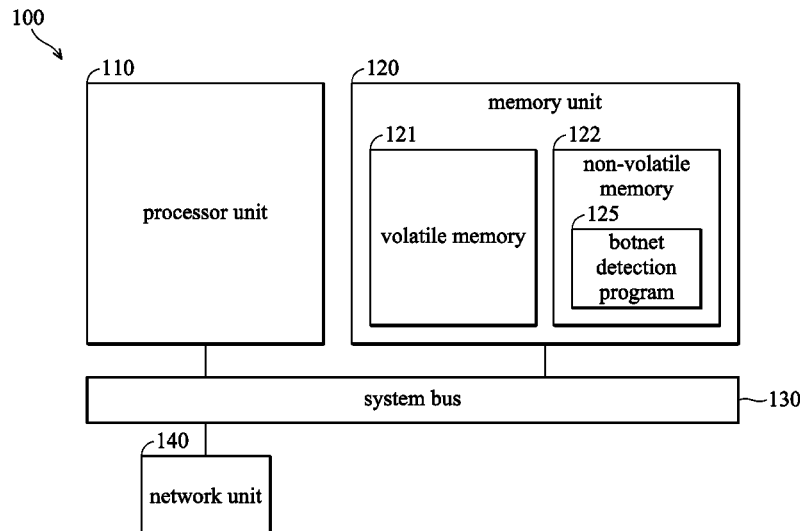 100
110
processor unit
120
memory unit
121
volatile memory
122
non-volatile
memory
125
botnet
detection
program
system bus
130
140
network unit